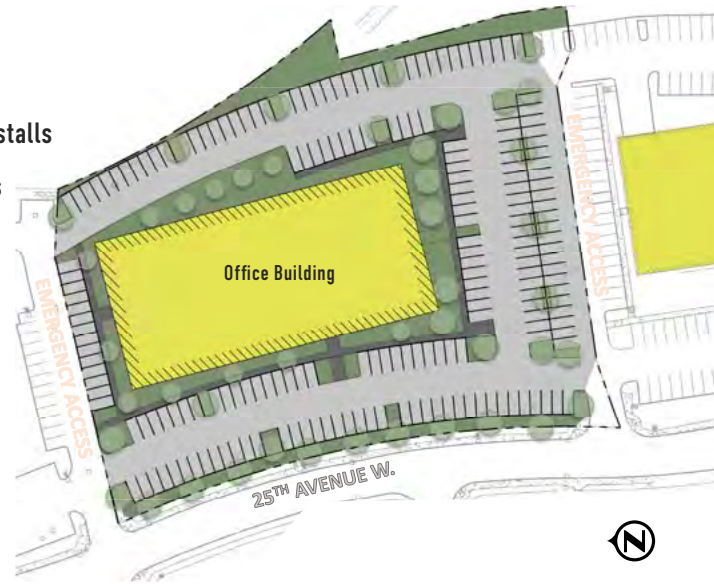 stalls
s
Office Building
EMERGENCY ACCESS
EMERGENCY ACCESS
25TH AVENUE W.
N